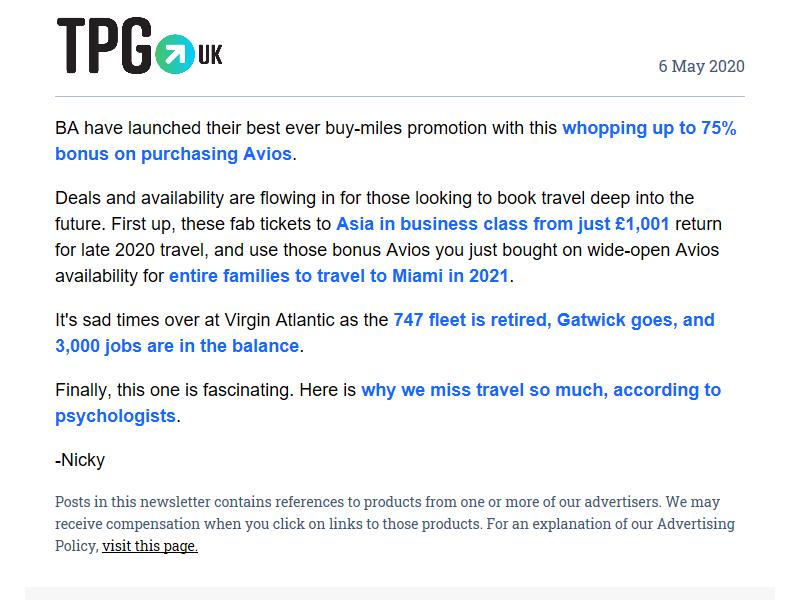 TPG UK
6 May 2020
BA have launched their best ever buy-miles promotion with this whopping up to 75%
bonus on purchasing Avios.
Deals and availability are flowing in for those looking to book travel deep into the
future. First up, these fab tickets to Asia in business class from just £1,001 return
for late 2020 travel, and use those bonus Avios you just bought on wide-open Avios
availability for entire families to travel to Miami in 2021.
It's sad times over at Virgin Atlantic as the 747 fleet is retired, Gatwick goes, and
3,000 jobs are in the balance.
Finally, this one is fascinating. Here is why we miss travel so much, according to
psychologists.
-Nicky
Posts in this newsletter contains references to products from one or more of our advertisers. We may
receive compensation when you click on links to those products. For an explanation of our Advertising
Policy, visit this page.